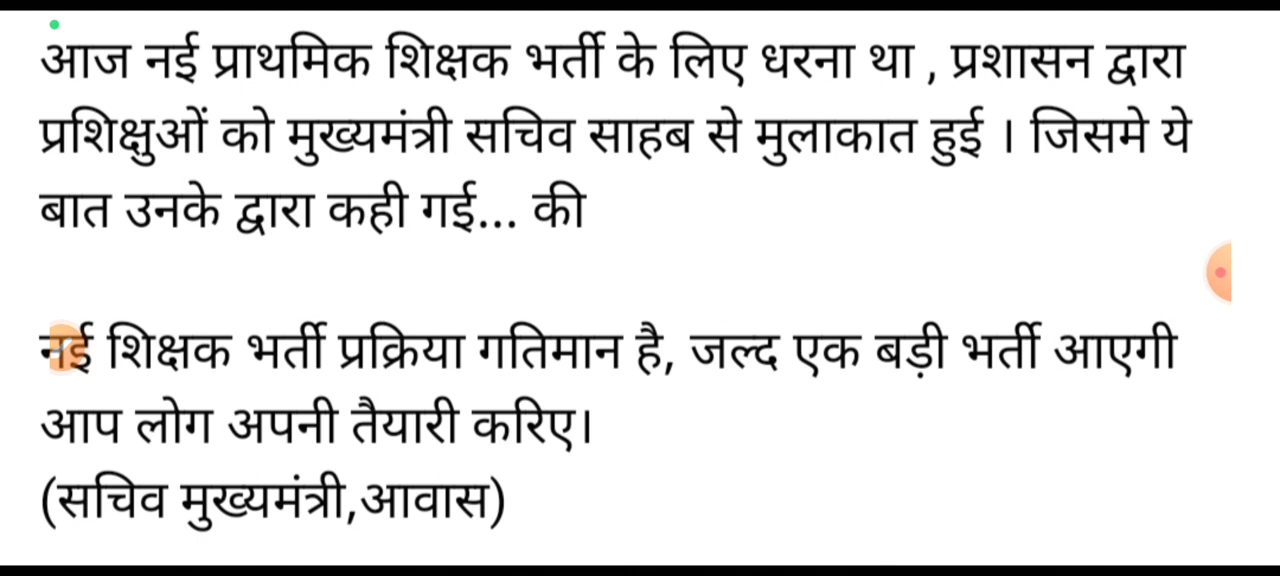 आज नई प्राथमिक शिक्षक भर्ती के लिए धरना था , प्रशासन द्वारा
प्रशिक्षुओं को मुख्यमंत्री सचिव साहब से मुलाकात हुई । जिसमे ये
बात उनके द्वारा कही गई... की
नई शिक्षक भर्ती प्रक्रिया गतिमान है, जल्द एक बड़ी भर्ती आएगी
आप लोग अपनी तैयारी करिए।
(सचिव मुख्यमंत्री,आवास)